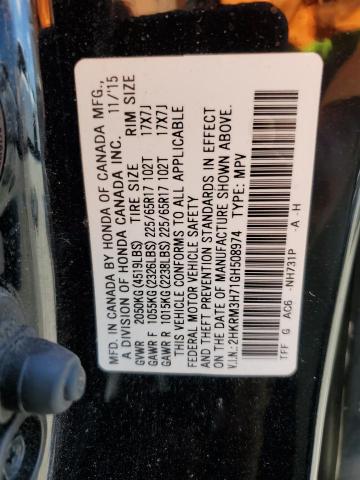 MFD. IN CANADA BY HONDA OF CANADA MFG.,
A DIVISION OF HONDA CANADA INC. 11/15
TIRE SIZE RIM SIZE
GVWR 2050KG (4519LBS)
GAWR F 1055KG (2326LBS) 225/65R17 102T 17X7J
GAWR R 1015KG (2238LBS) 225/65R17 102T 17X7J
THIS VEHICLE CONFORMS TO ALL APPLICABLE
FEDERAL MOTOR VEHICLE SAFETY
AND THEFT PREVENTION STANDARDS IN EFFECT
ON THE DATE OF MANUFACTURE SHOWN ABOVE.
V.I.N.: 2HKRM3H71GH508974 TYPE: MPV
TFF G AC6 -NH731P -A -H